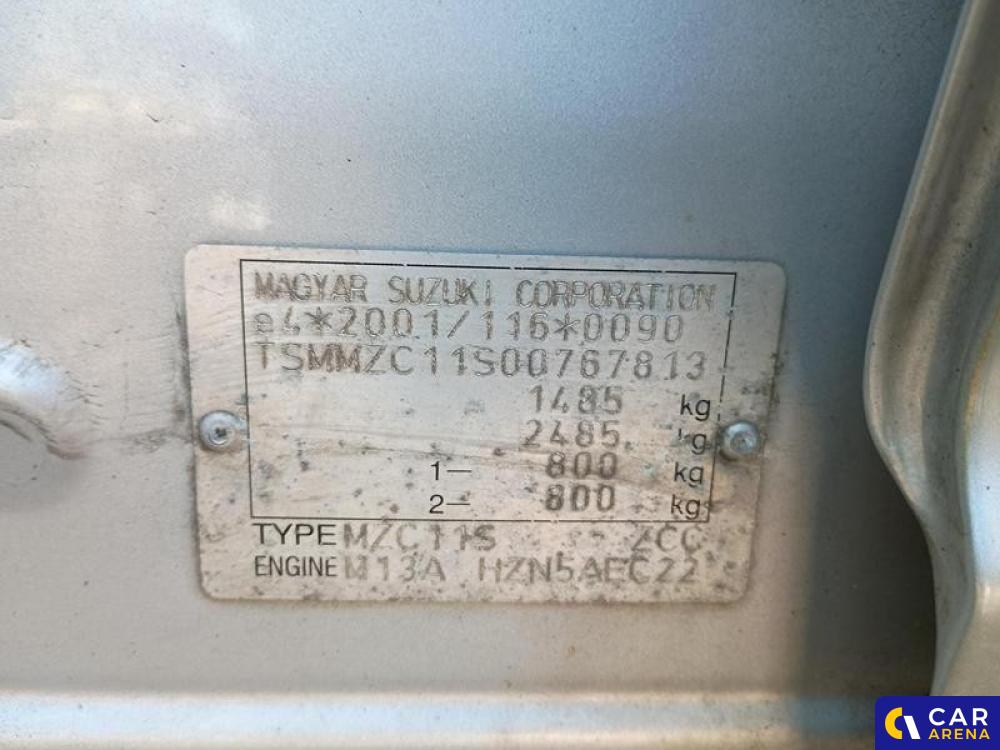 MAGYAR SUZUKI CORPORATION
e4*2001/116*0090
TSMMZC11S00767813
1485 kg
2485 kg
1- 800 kg
2- 800 kg
TYPE MZC11S ZCC
ENGINE M13A HZN5AEC22
CAR
ARENA